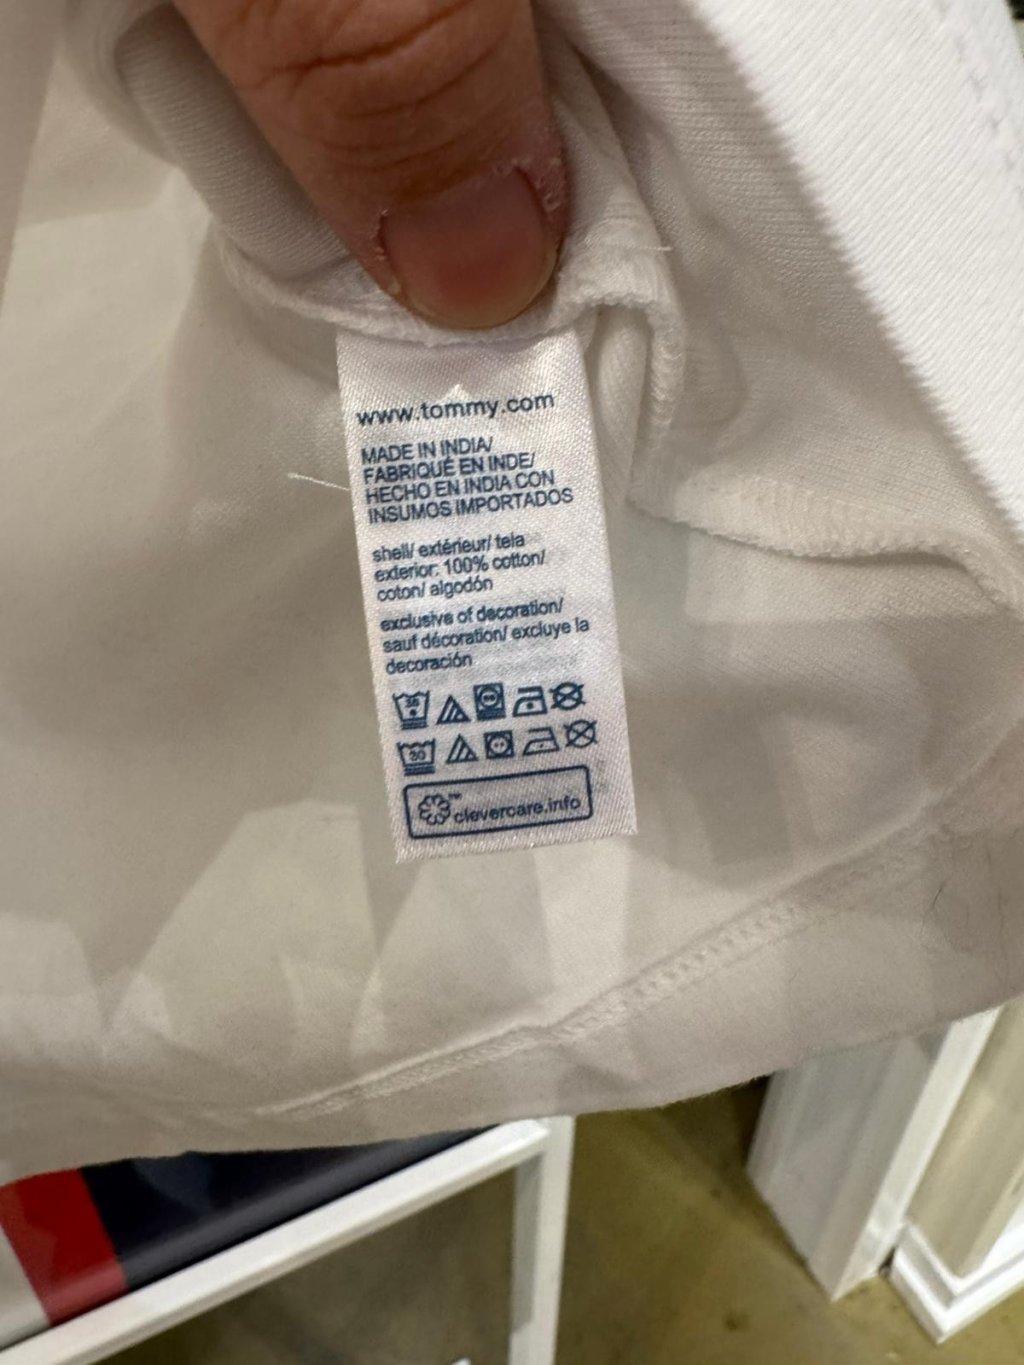 www.tommy.com
MADE IN INDIA/
FABRIQUÉ EN INDE/
HECHO EN INDIA CON
INSUMOS IMPORTADOS
shell/ extérieur/ tela
exterior: 100% cotton/
coton/ algodón
exclusive of decoration/
sauf décoration/ excluye la
decoración
30
30
clevercare.info